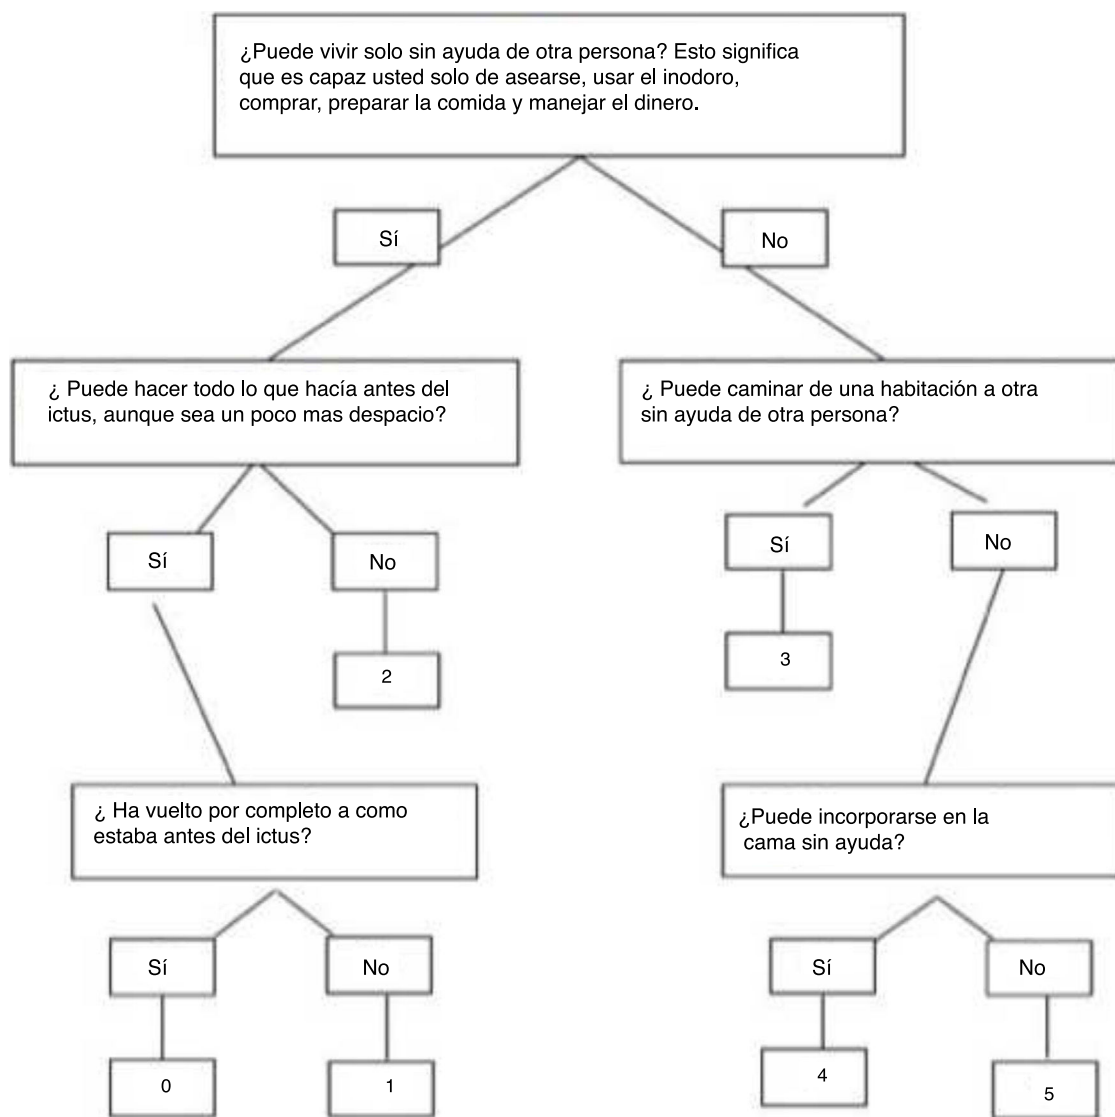 ¿Puede vivir solo sin ayuda de otra persona? Esto significa
que es capaz usted solo de asearse, usar el inodoro,
comprar, preparar la comida y manejar el dinero.
Sí
No
¿ Puede hacer todo lo que hacía antes del
ictus, aunque sea un poco mas despacio?
¿ Puede caminar de una habitación a otra
sin ayuda de otra persona?
Sí
No
Sí
No
2
3
¿ Ha vuelto por completo a como
estaba antes del ictus?
¿Puede incorporarse en la
cama sin ayuda?
Sí
No
Sí
No
0
1
4
5